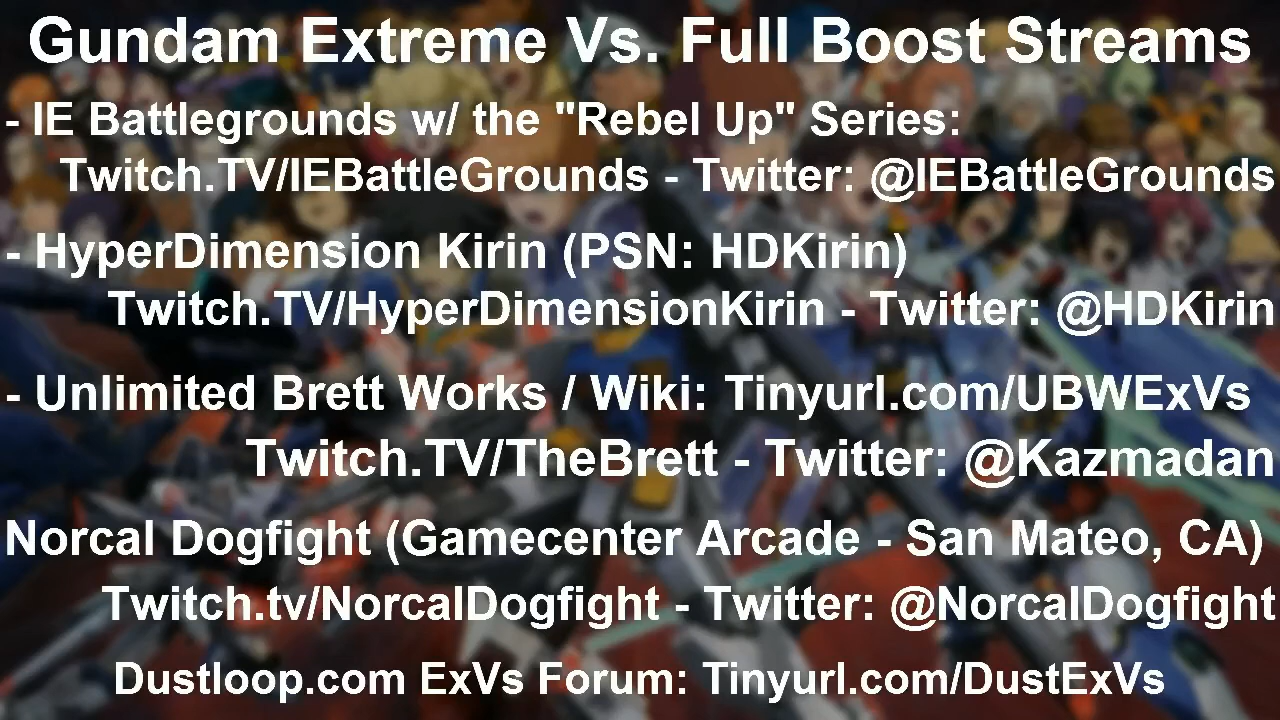 Gundam Extreme Vs. Full Boost Streams
- IE Battlegrounds w/ the "Rebel Up" Series:
Twitch.TV/IEBattleGrounds - Twitter: @IEBattleGrounds
- HyperDimension Kirin (PSN: HDKirin)
Twitch.TV/HyperDimensionKirin - Twitter: @HDKirin
- Unlimited Brett Works / Wiki: Tinyurl.com/UBWExVs
Twitch.TV/TheBrett - Twitter: @Kazmadan
Norcal Dogfight (Gamecenter Arcade - San Mateo, CA)
Twitch.tv/NorcalDogfight - Twitter: @NorcalDogfight
Dustloop.com ExVs Forum: Tinyurl.com/DustExVs